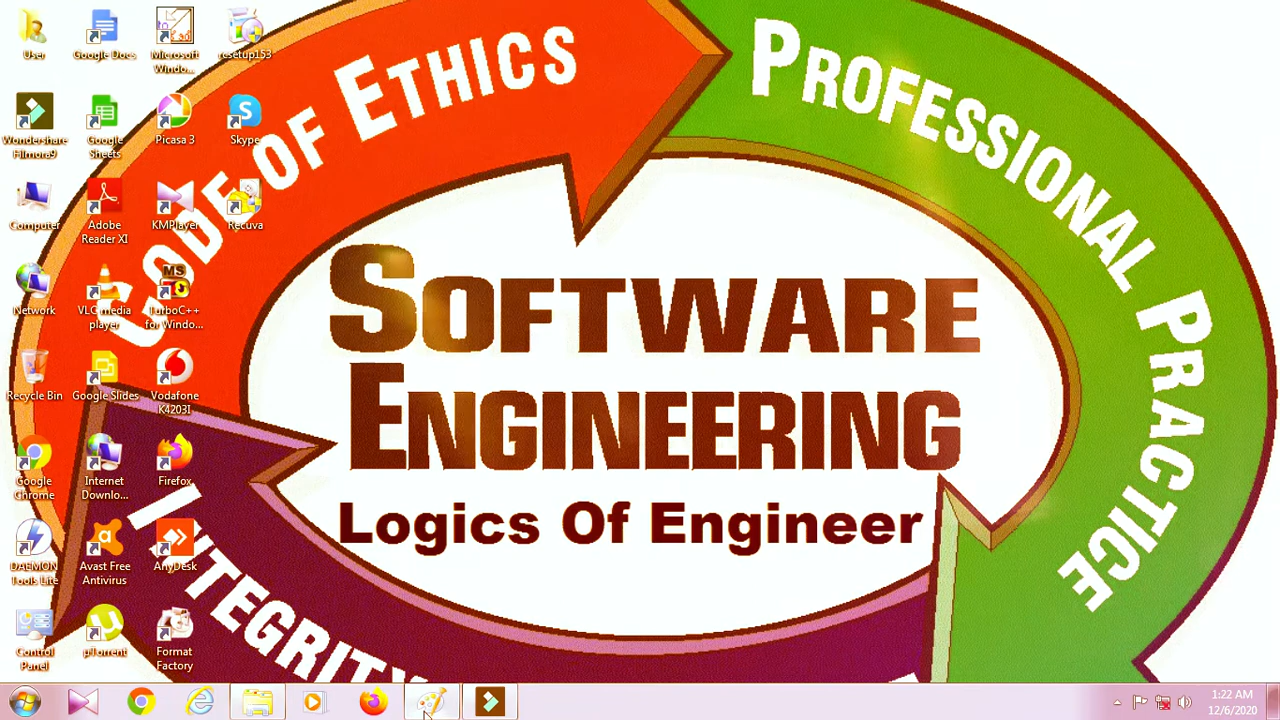 User
Google Docs
Microsoft
Windo...
resetup153
Wondershare
Filmora9
Google
Sheets
Picasa 3
Skype
Computer
Adobe
Reader XI
KMPlayer
Recuva
Network
VLC media
player
MS
TurboC++
for Windo...
Recycle Bin
Google Slides
Vodafone
K4203I
Google
Chrome
Internet
Downlo...
Firefox
DAEMON
Tools Lite
Avast Free
Antivirus
AnyDesk
Control
Panel
µTorrent
Format
Factory
CODE OF ETHICS
PROFESSIONAL PRACTICE
INTEGRITY
SOFTWARE
ENGINEERING
Logics Of Engineer
1:22 AM
12/6/2020